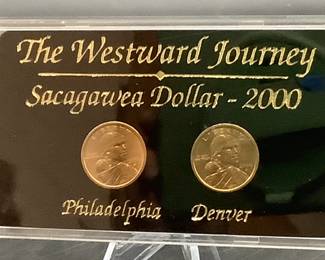 The Westward Journey
Sacagawea Dollar - 2000
Philadelphia Denver